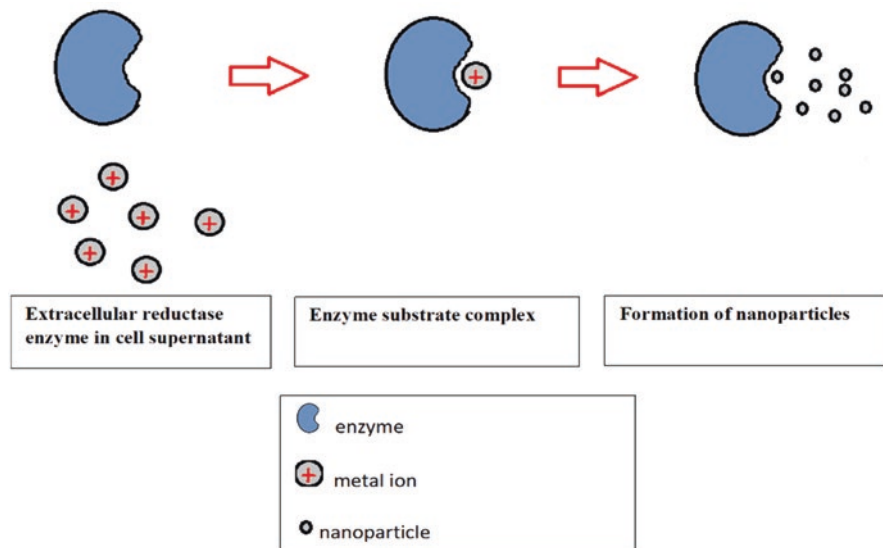 Extracellular reductase
enzyme in cell supernatant
Enzyme substrate complex
Formation of nanoparticles
enzyme
metal ion
nanoparticle